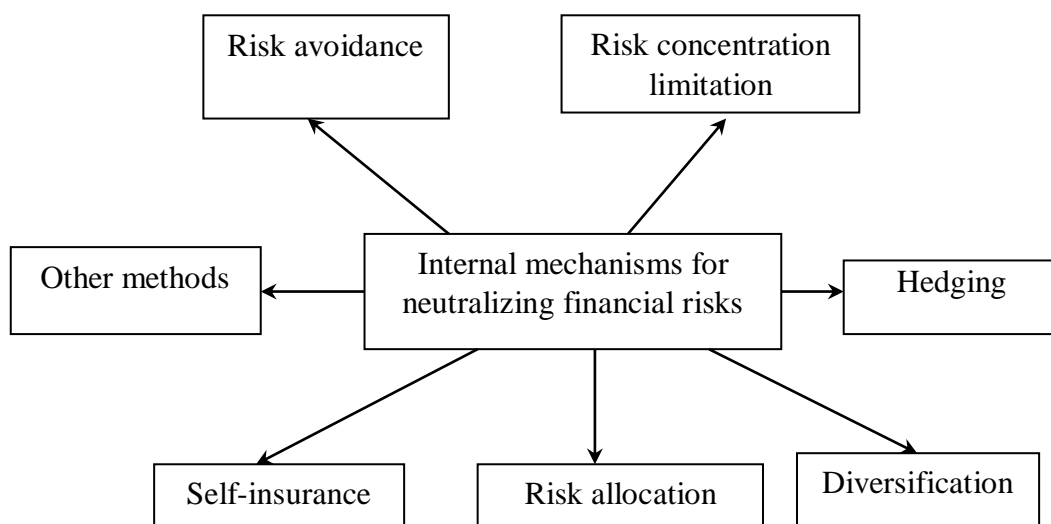 Risk avoidance
Risk concentration
limitation
Other methods
Internal mechanisms for
neutralizing financial risks
Hedging
Self-insurance
Risk allocation
Diversification